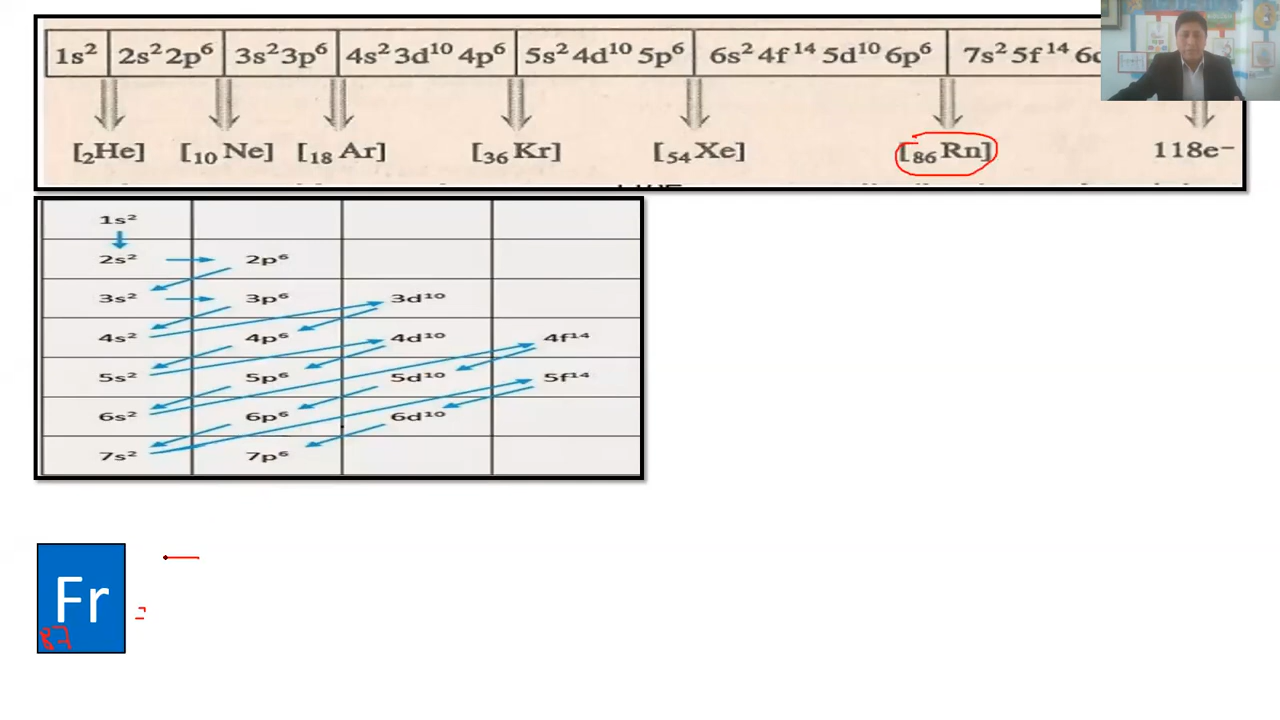 1s² 2s² 2p⁶ 3s² 3p⁶ 4s² 3d¹⁰ 4p⁶ 5s² 4d¹⁰ 5p⁶ 6s² 4f¹⁴ 5d¹⁰ 6p⁶ 7s² 5f¹⁴
[₂He] [₁₀Ne] [₁₈Ar] [₃₆Kr] [₅₄Xe] [₈₆Rn] 118e⁻
1s²
2s² 2p⁶
3s² 3p⁶ 3d¹⁰
4s² 4p⁶ 4d¹⁰ 4f¹⁴
5s² 5p⁶ 5d¹⁰ 5f¹⁴
6s² 6p⁶ 6d¹⁰
7s² 7p⁶
Fr
87